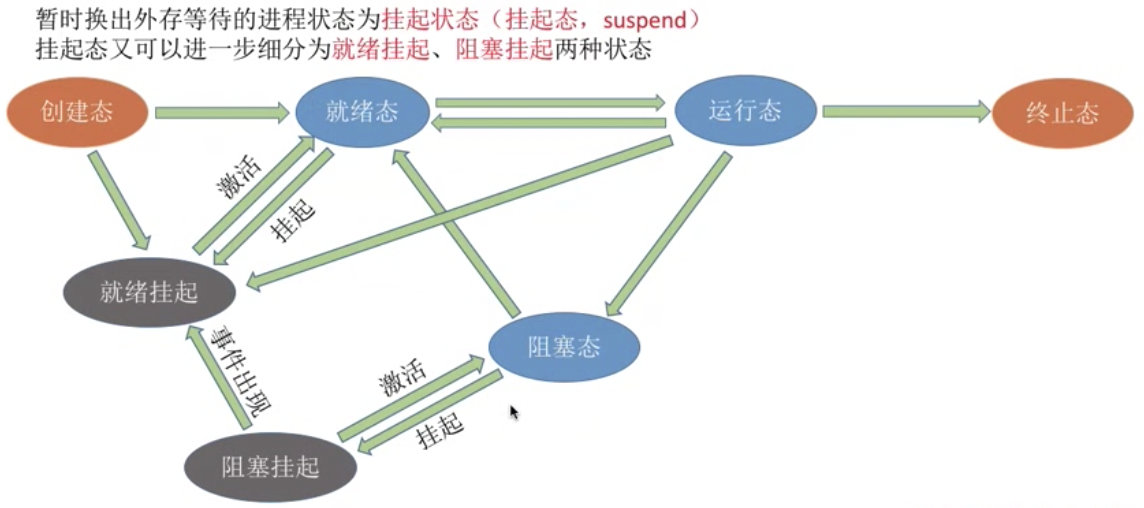 暂时换出外存等待的进程状态为挂起状态（挂起态，suspend）
挂起态又可以进一步细分为就绪挂起、阻塞挂起两种状态
创建态
就绪态
运行态
终止态
激活
挂起
就绪挂起
事件出现
阻塞态
激活
挂起
阻塞挂起